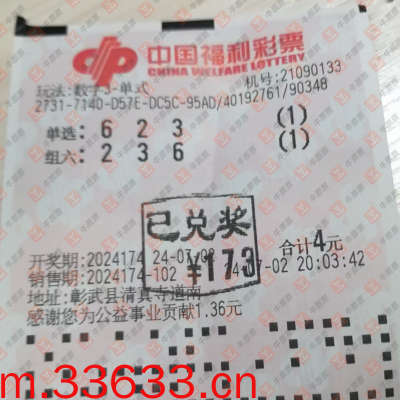 中国福利彩票
CHINA WELFARE LOTTERY
玩法:数字3-单式 机号:21090133
2731-7140-D57E-DC5C-95AD/40192761/90348
单选: 6 2 3 (1)
组六: 2 3 6 (1)
已兑奖
¥173
开奖期:2024174 24-07-02 合计4元
销售期:2024174-102 24-07-02 20:03:42
地址:彰武县清真寺道南
感谢您为公益事业贡献1.36元
m.33633.cn